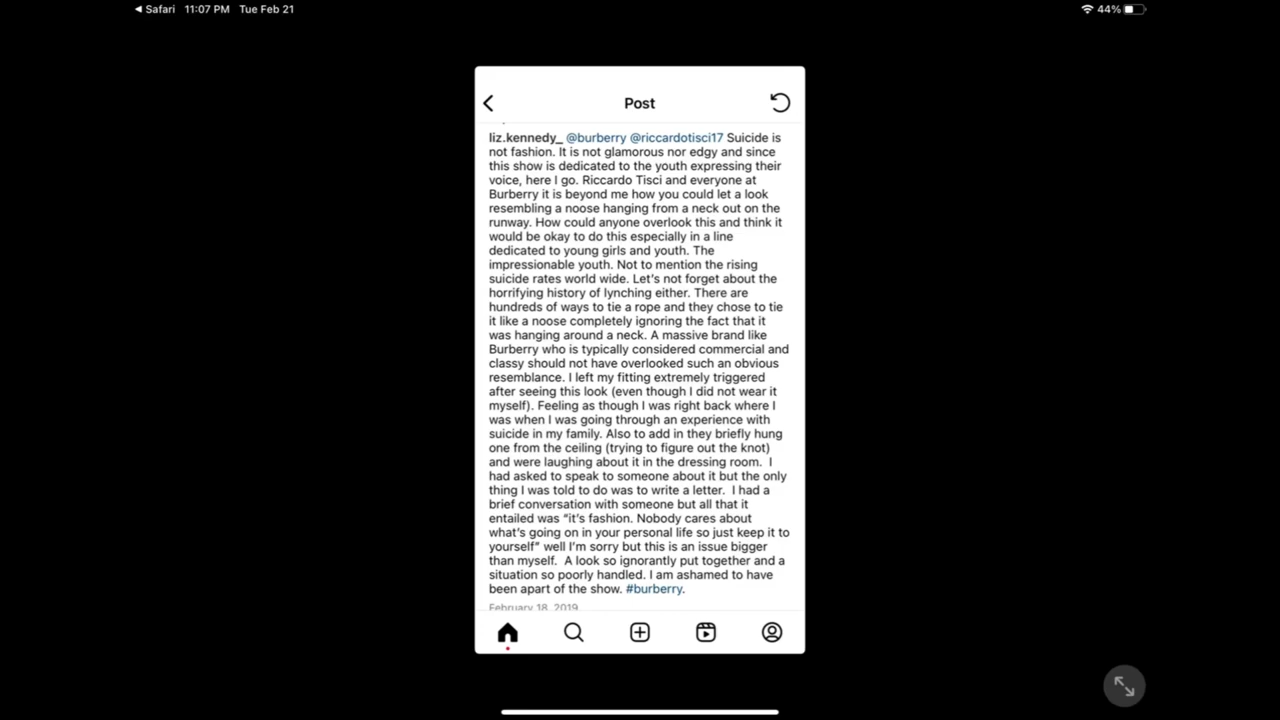 Safari 11:07 PM Tue Feb 21 44%
Post
liz.kennedy_ @burberry @riccardotisci17 Suicide is
not fashion. It is not glamorous nor edgy and since
this show is dedicated to the youth expressing their
voice, here I go. Riccardo Tisci and everyone at
Burberry it is beyond me how you could let a look
resembling a noose hanging from a neck out on the
runway. How could anyone overlook this and think it
would be okay to do this especially in a line
dedicated to young girls and youth. The
impressionable youth. Not to mention the rising
suicide rates world wide. Let’s not forget about the
horrifying history of lynching either. There are
hundreds of ways to tie a rope and they chose to tie
it like a noose completely ignoring the fact that it
was hanging around a neck. A massive brand like
Burberry who is typically considered commercial and
classy should not have overlooked such an obvious
resemblance. I left my fitting extremely triggered
after seeing this look (even though I did not wear it
myself). Feeling as though I was right back where I
was when I was going through an experience with
suicide in my family. Also to add in they briefly hung
one from the ceiling (trying to figure out the knot)
and were laughing about it in the dressing room. I
had asked to speak to someone about it but the only
thing I was told to do was to write a letter. I had a
brief conversation with someone but all that it
entailed was “it’s fashion. Nobody cares about
what’s going on in your personal life so just keep it to
yourself” well I’m sorry but this is an issue bigger
than myself. A look so ignorantly put together and a
situation so poorly handled. I am ashamed to have
been apart of the show. #burberry.
February 18, 2019